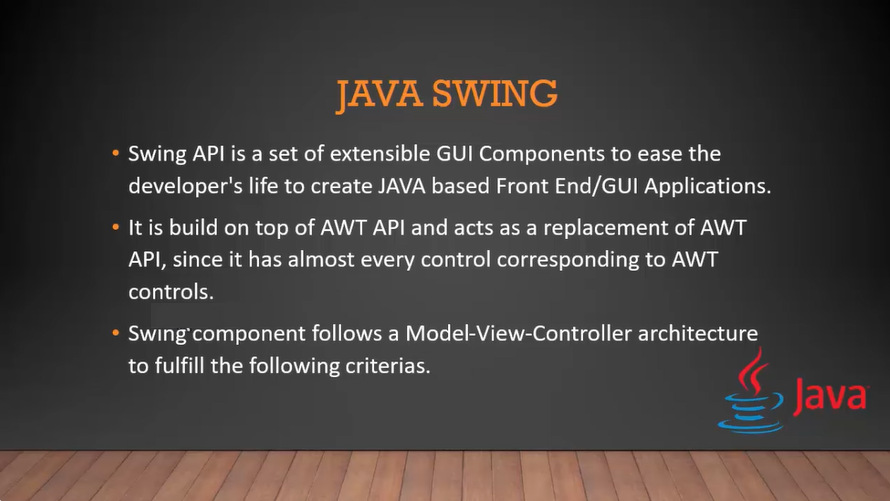 JAVA SWING
• Swing API is a set of extensible GUI Components to ease the
developer's life to create JAVA based Front End/GUI Applications.
• It is build on top of AWT API and acts as a replacement of AWT
API, since it has almost every control corresponding to AWT
controls.
• Swing component follows a Model-View-Controller architecture
to fulfill the following criterias.
Java